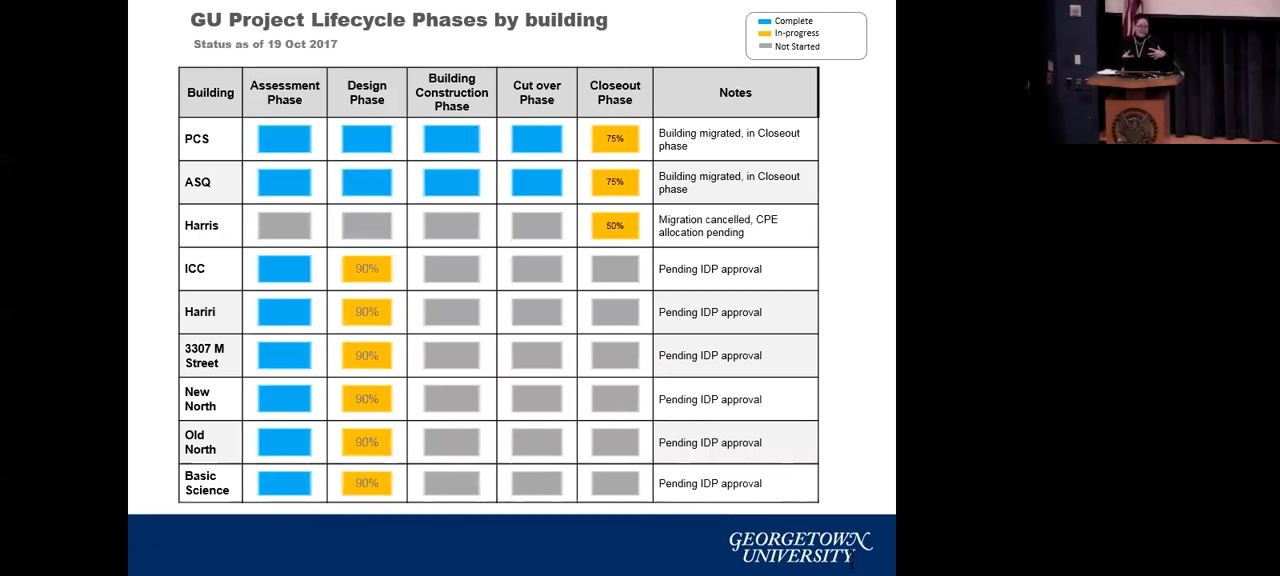 GU Project Lifecycle Phases by building
Status as of 19 Oct 2017
Complete
In-progress
Not Started
Building
Assessment
Phase
Design
Phase
Building
Construction
Phase
Cut over
Phase
Closeout
Phase
Notes
PCS
75%
Building migrated, in Closeout
phase
ASQ
75%
Building migrated, in Closeout
phase
Harris
50%
Migration cancelled, CPE
allocation pending
ICC
90%
Pending IDP approval
Hariri
90%
Pending IDP approval
3307 M
Street
90%
Pending IDP approval
New
North
90%
Pending IDP approval
Old
North
90%
Pending IDP approval
Basic
Science
90%
Pending IDP approval
GEORGETOWN
UNIVERSITY